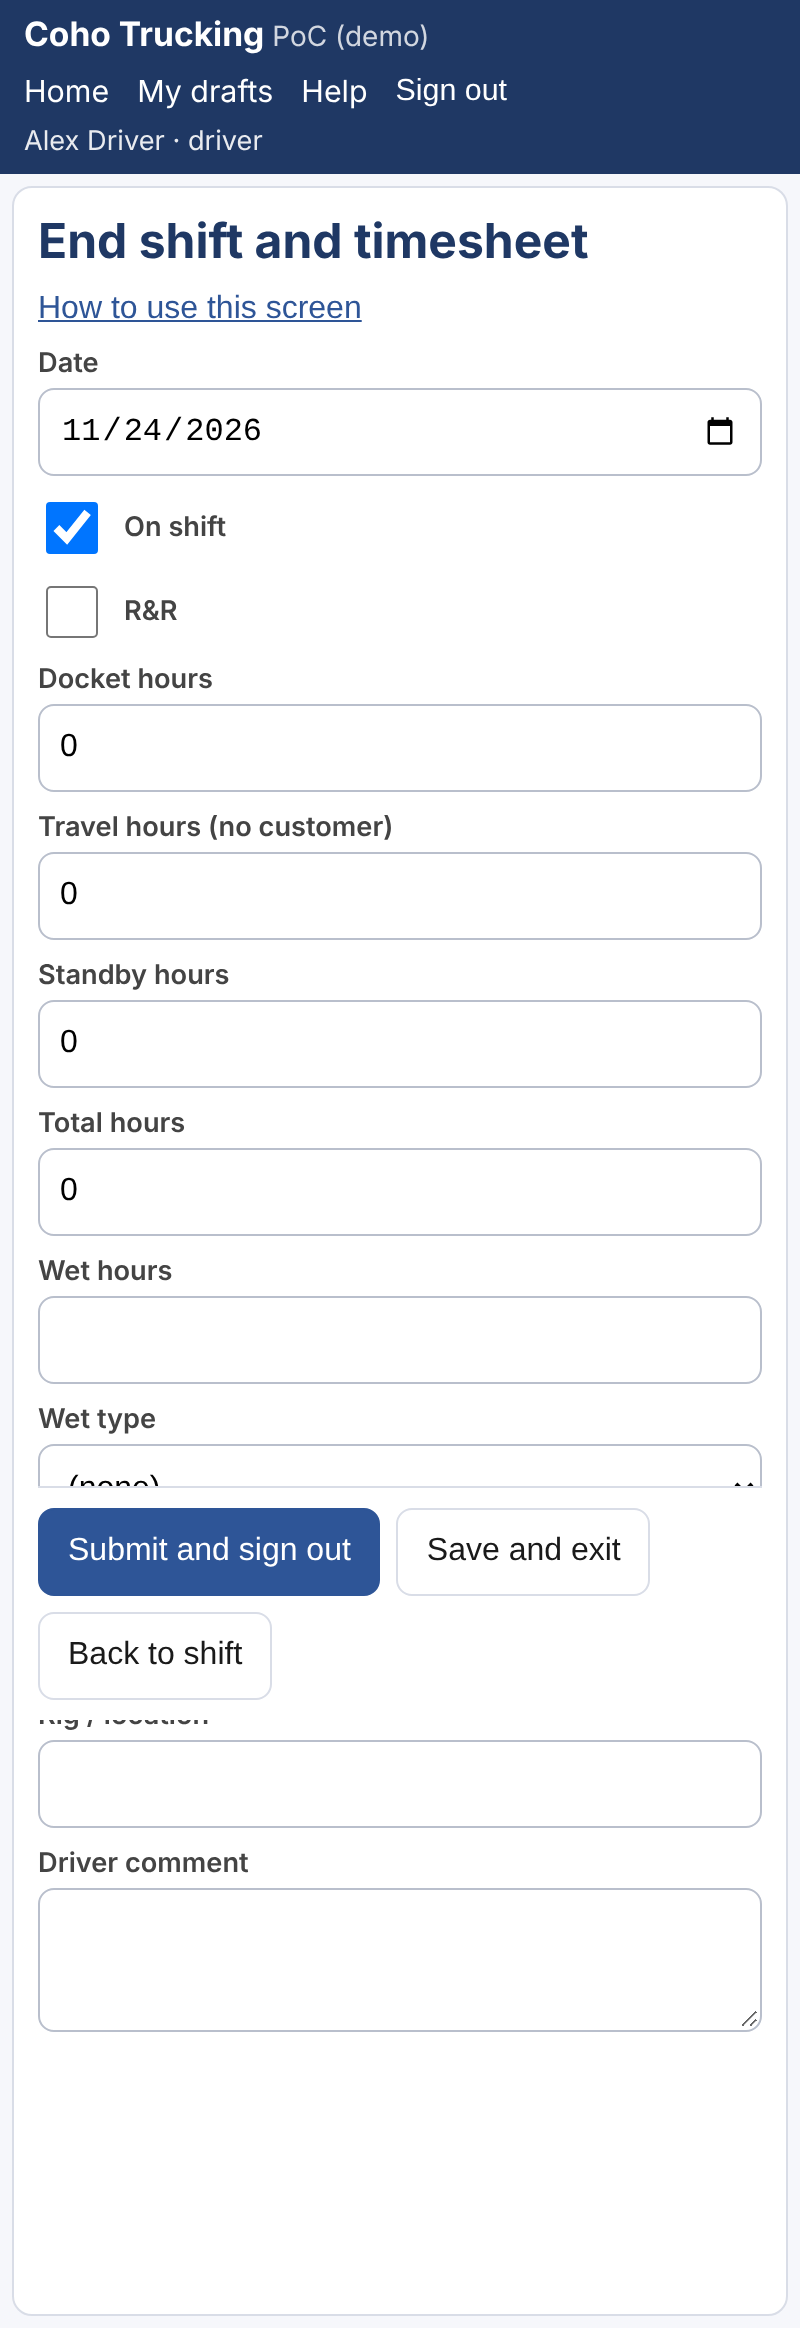 Coho Trucking PoC (demo)
Home My drafts Help Sign out
Alex Driver · driver
End shift and timesheet
How to use this screen
Date
11/24/2026
On shift
R&R
Docket hours
0
Travel hours (no customer)
0
Standby hours
0
Total hours
0
Wet hours
Wet type
(none)
Submit and sign out Save and exit
Back to shift
Rig / location
Driver comment